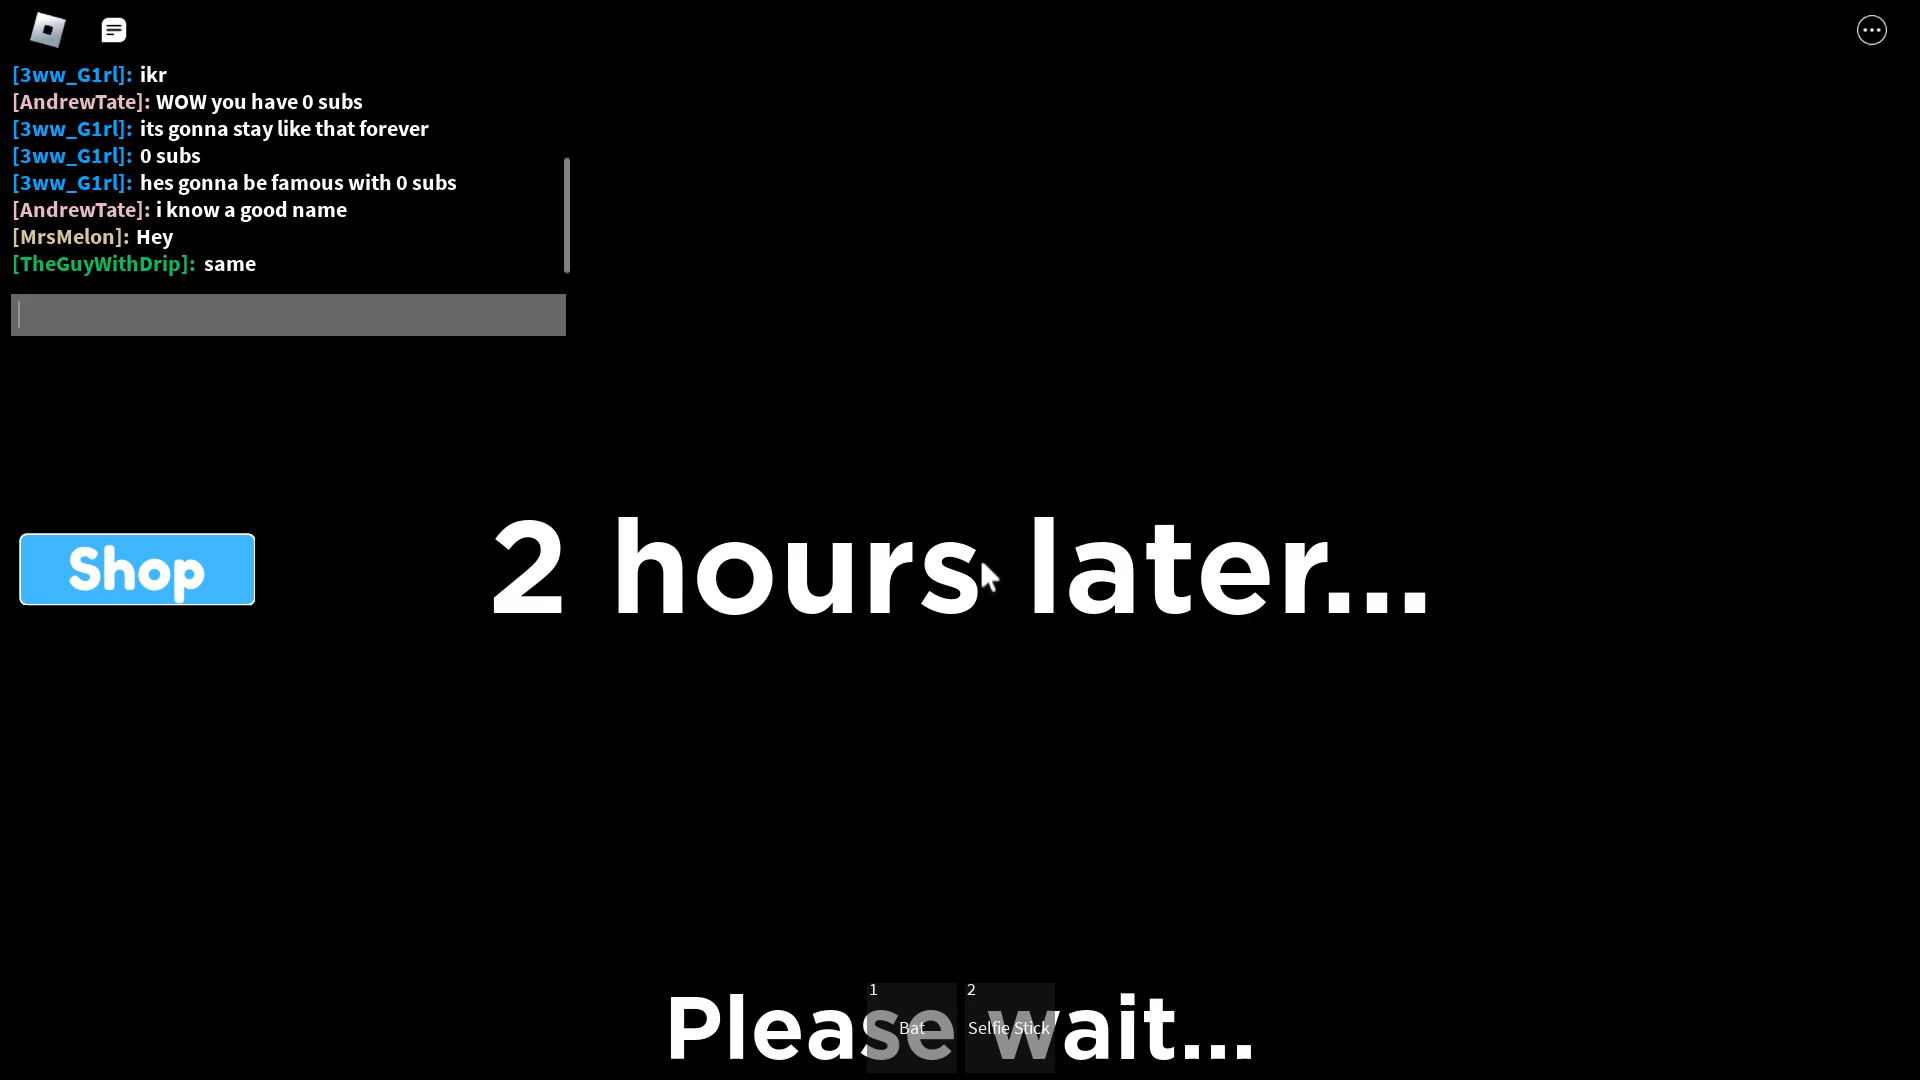 [3ww_G1rl]: ikr
[AndrewTate]: WOW you have 0 subs
[3ww_G1rl]: its gonna stay like that forever
[3ww_G1rl]: 0 subs
[3ww_G1rl]: hes gonna be famous with 0 subs
[AndrewTate]: i know a good name
[MrsMelon]: Hey
[TheGuyWithDrip]: same
Shop
2 hours later...
1
2
Bat
Selfie Stick
Please wait...